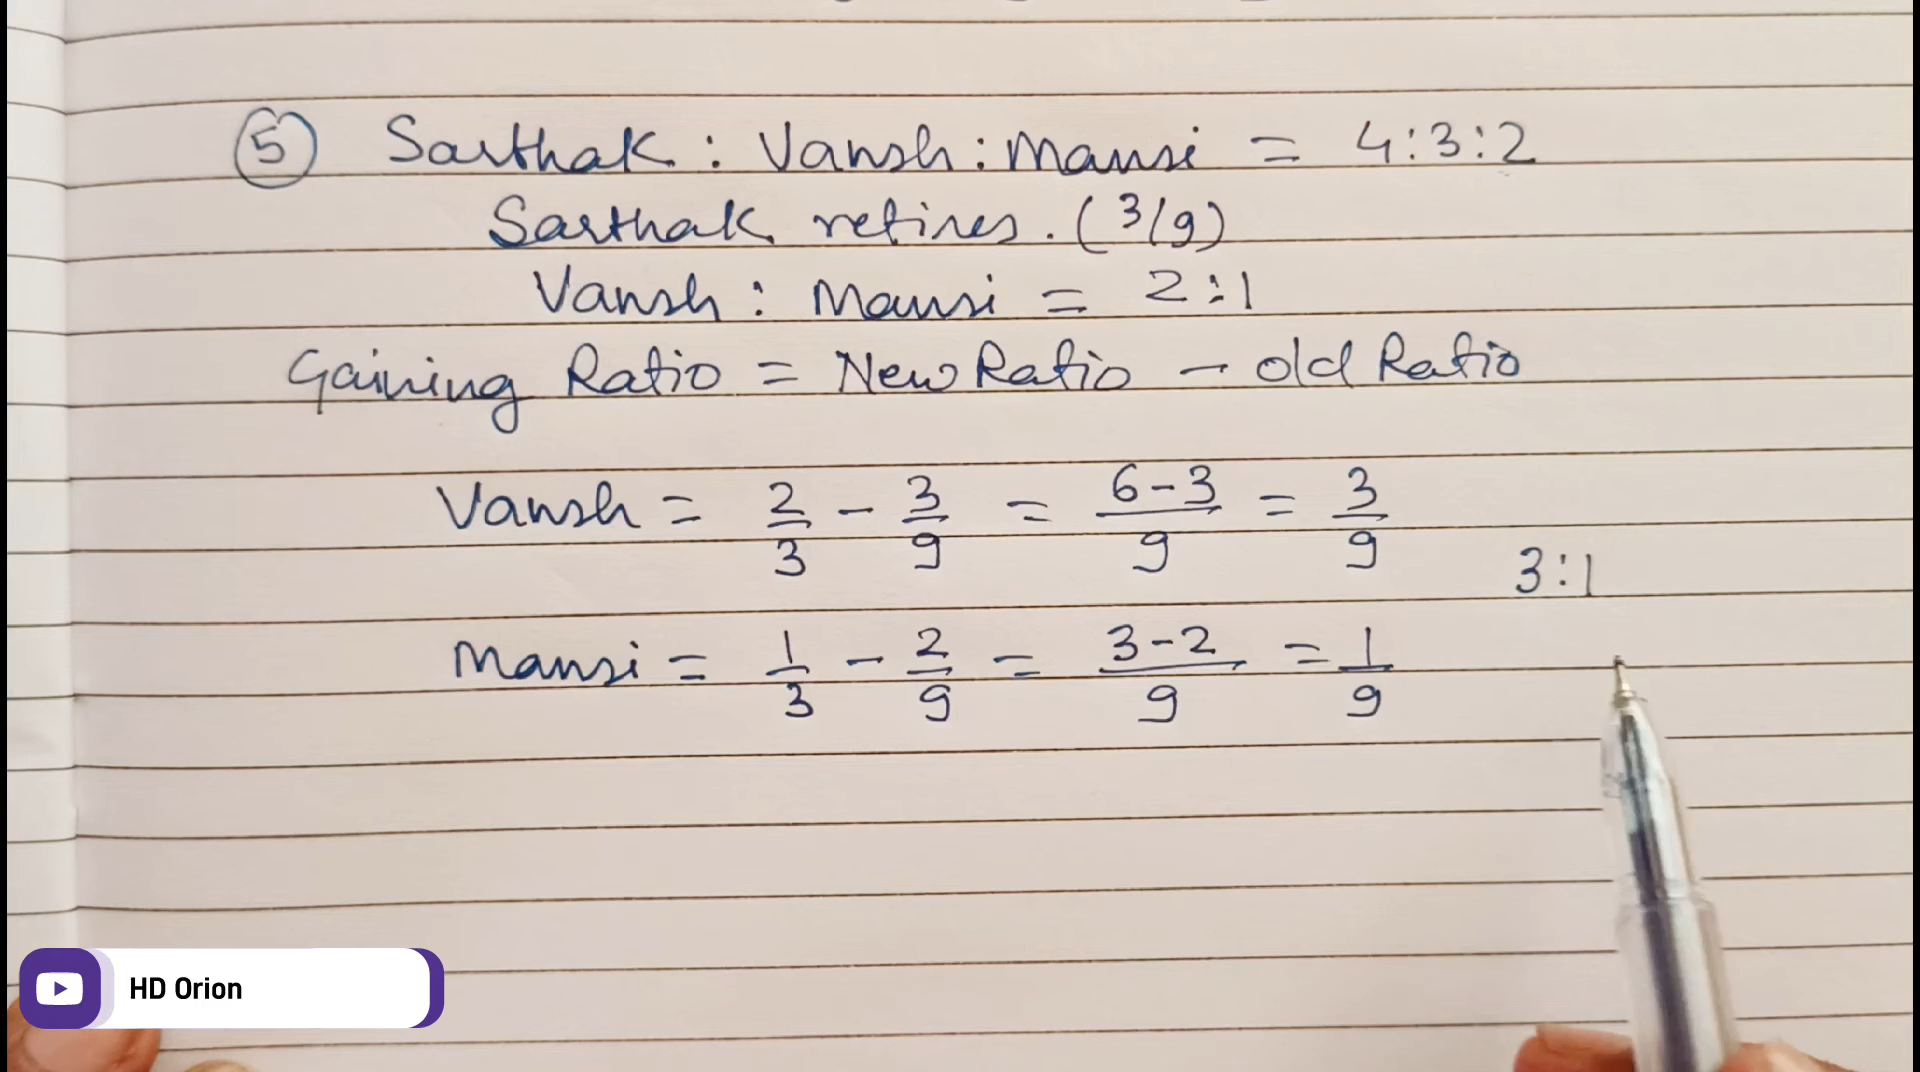 5 Sarthak : Vansh : Mansi = 4:3:2
Sarthak retires. (3/9)
Vansh : Mansi = 2:1
Gaining Ratio = New Ratio - old Ratio
Vansh = 2/3 - 3/9 = 6-3/9 = 3/9
3:1
Mansi = 1/3 - 2/9 = 3-2/9 = 1/9
HD Orion